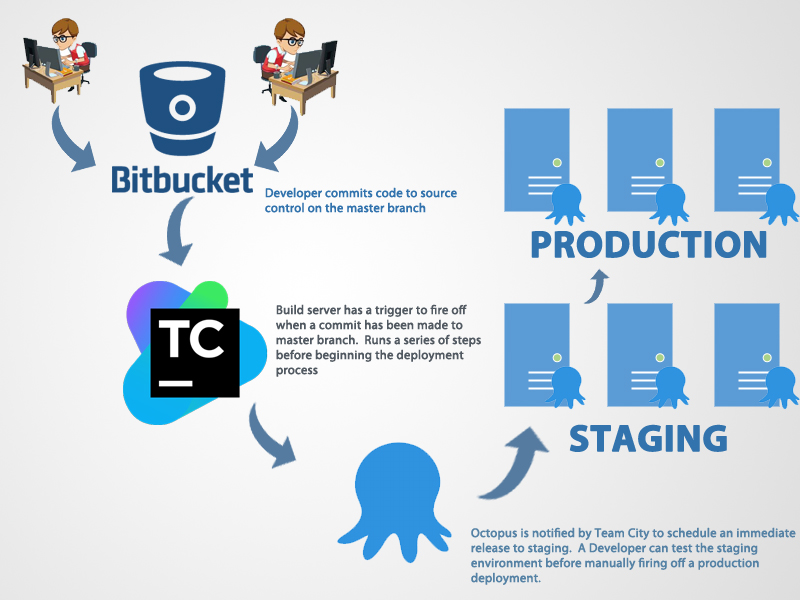 Bitbucket
Developer commits code to source
control on the master branch
PRODUCTION
TC
Build server has a trigger to fire off
when a commit has been made to
master branch.  Runs a series of steps
before beginning the deployment
process
STAGING
Octopus is notified by Team City to schedule an immediate
release to staging.  A Developer can test the staging
environment before manually firing off a production
deployment.